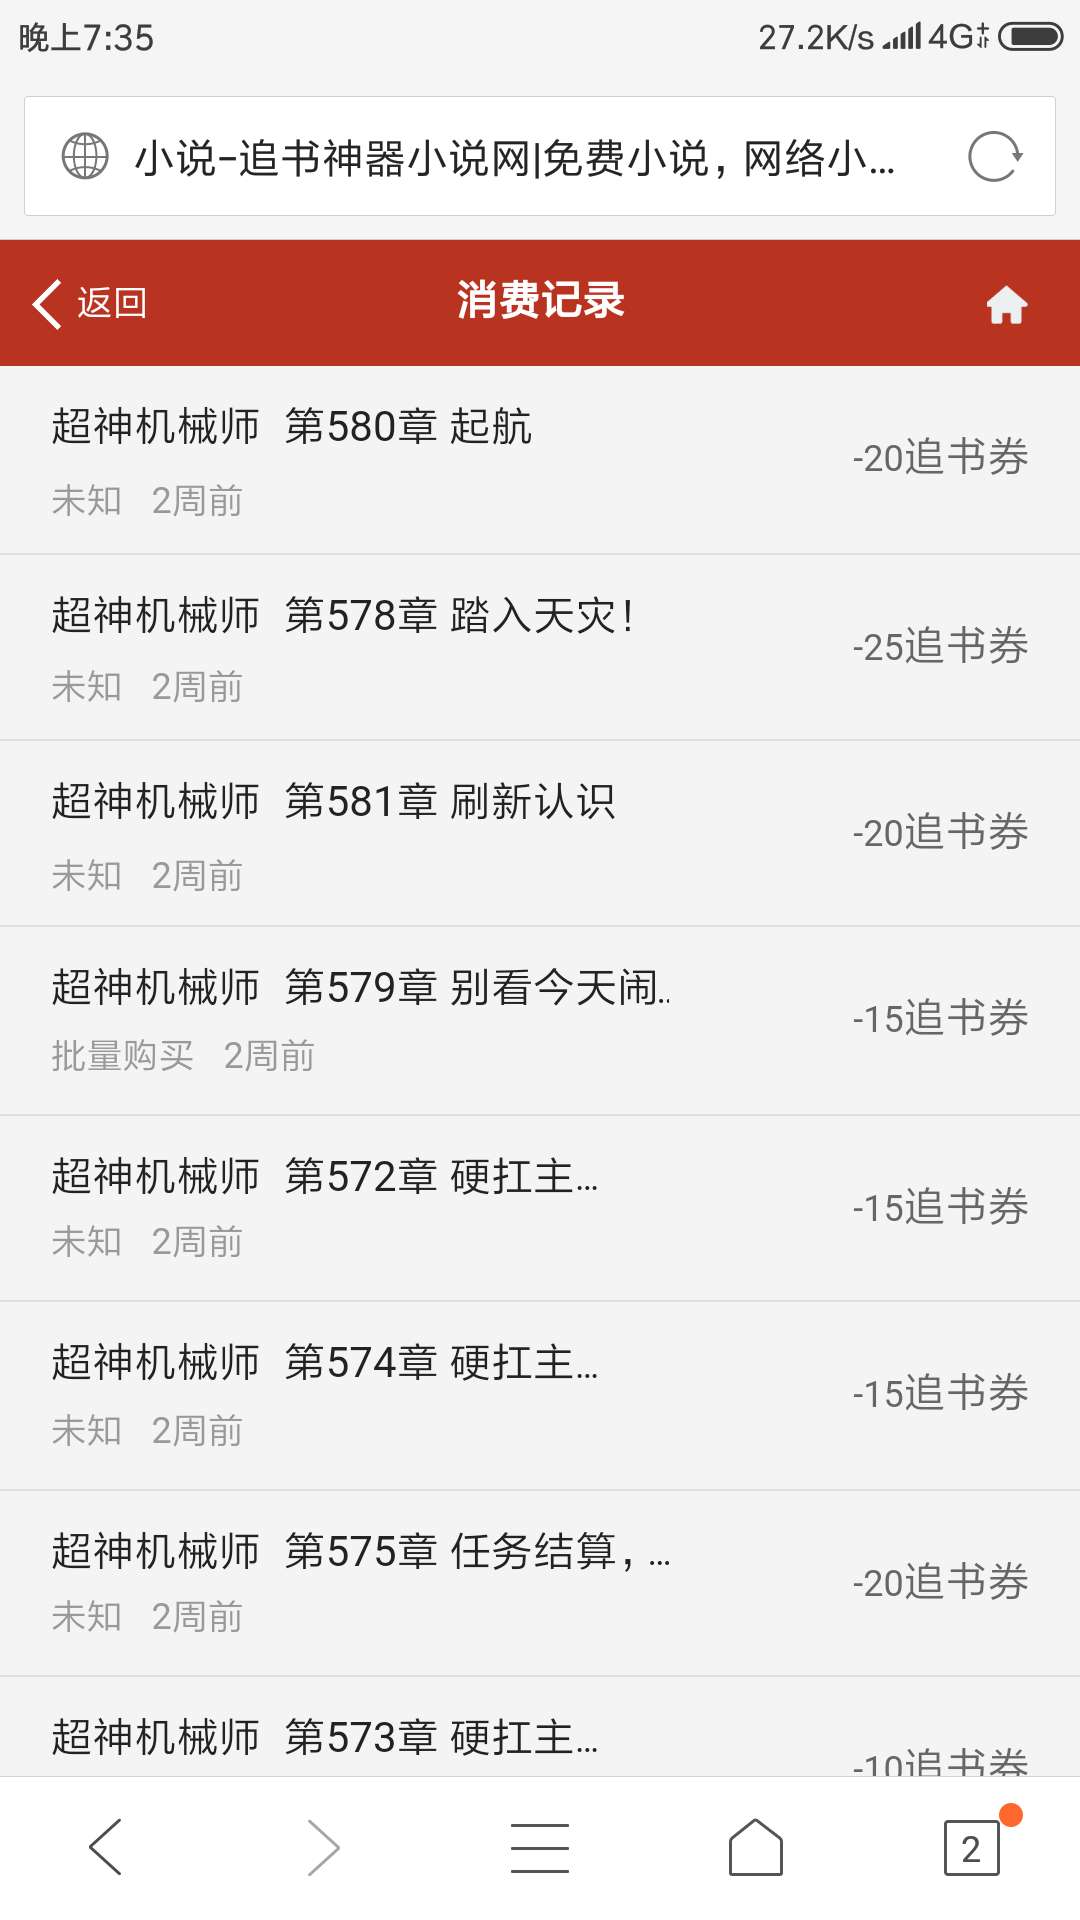 晚上7:35 27.2K/s 4G
小说-追书神器小说网|免费小说,网络小...
返回 消费记录
超神机械师 第580章 起航
-20追书券
未知 2周前
超神机械师 第578章 踏入天灾!
-25追书券
未知 2周前
超神机械师 第581章 刷新认识
-20追书券
未知 2周前
超神机械师 第579章 别看今天闹..
-15追书券
批量购买 2周前
超神机械师 第572章 硬扛主...
-15追书券
未知 2周前
超神机械师 第574章 硬扛主...
-15追书券
未知 2周前
超神机械师 第575章 任务结算,...
-20追书券
未知 2周前
超神机械师 第573章 硬扛主...
-10追书券
2